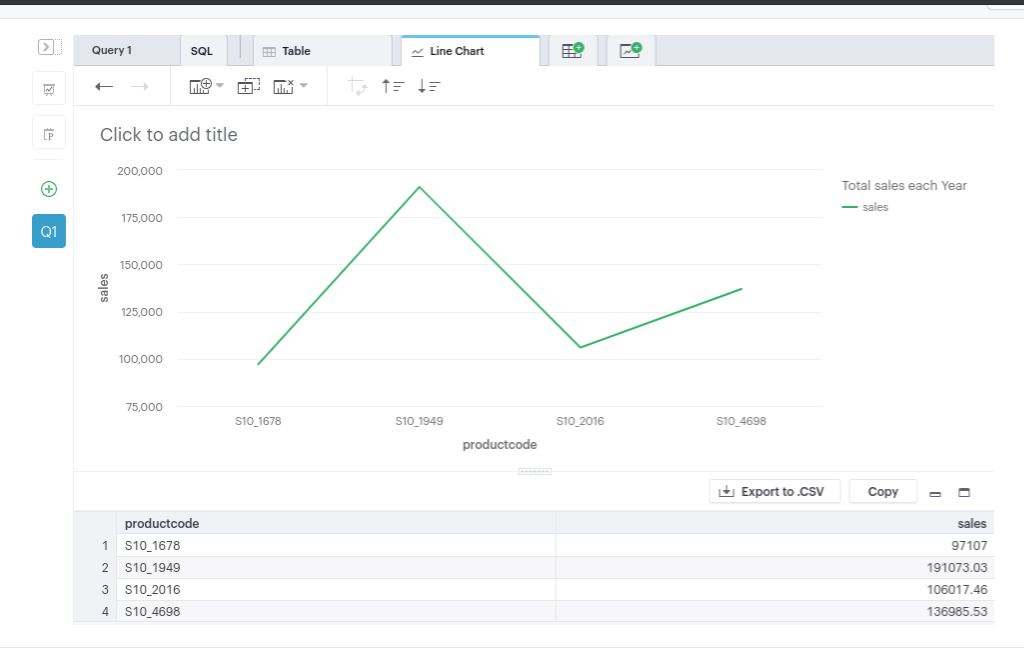 Query 1 SQL Table Line Chart
P
Click to add title
200,000
175,000
150,000
125,000
100,000
75,000
sales
S10_1678 S10_1949 S10_2016 S10_4698
productcode
Total sales each Year
sales
Q1
Export to .CSV Copy
productcode sales
1 S10_1678 97107
2 S10_1949 191073.03
3 S10_2016 106017.46
4 S10_4698 136985.53